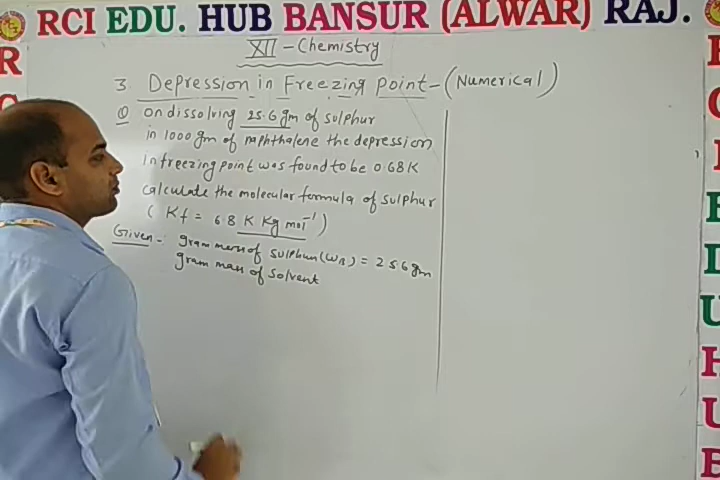 RCI EDU. HUB BANSUR (ALWAR) RAJ.
XII - Chemistry
3. Depression in Freezing Point - (Numerical)
Q on dissolving 25.6 gm of sulphur
in 1000 gm of naphthalene the depression
in freezing point was found to be 0.68 K
calculate the molecular formula of sulphur
( Kf = 6.8 K Kg mol⁻¹ )
Given - gram mass of sulphur (WB) = 25.6 gm
gram mass of solvent